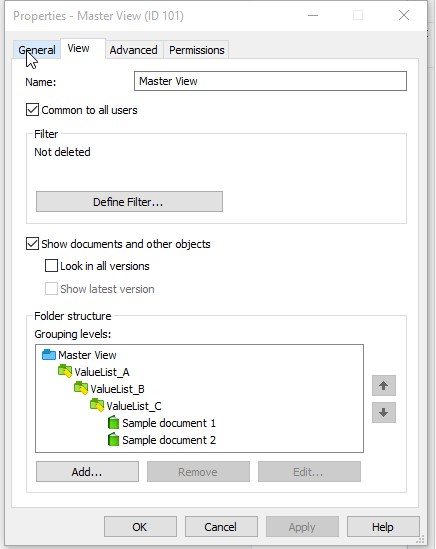 Properties - Master View (ID 101)
General View Advanced Permissions
Name: Master View
Common to all users
Filter
Not deleted
Define Filter...
Show documents and other objects
Look in all versions
Show latest version
Folder structure
Grouping levels:
Master View
ValueList_A
ValueList_B
ValueList_C
Sample document 1
Sample document 2
Add... Remove Edit...
OK Cancel Apply Help